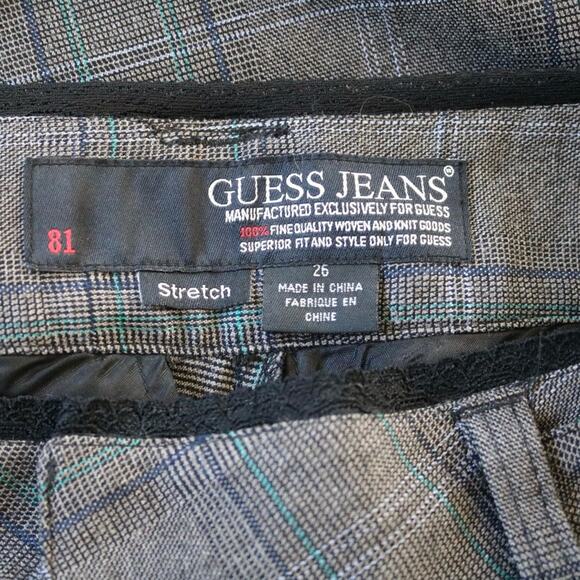 GUESS JEANS®
MANUFACTURED EXCLUSIVELY FOR GUESS
100% FINE QUALITY WOVEN AND KNIT GOODS
SUPERIOR FIT AND STYLE ONLY FOR GUESS
81
Stretch
26
MADE IN CHINA
FABRIQUE EN
CHINE